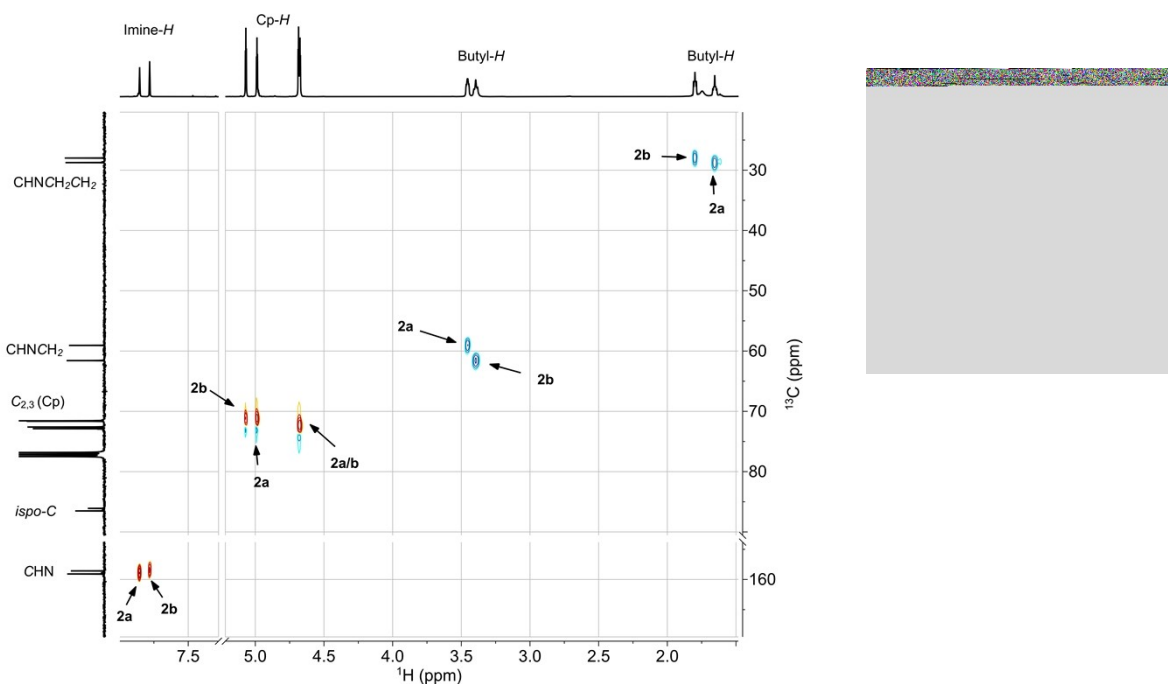 Imine-H
Cp-H
Butyl-H
Butyl-H
CHNCH2CH2
CHNCH2
C2,3 (Cp)
ispo-C
CHN
2b
2a
2a
2b
2b
2a
2a/b
2a
2b
30
40
50
60
70
80
160
13C (ppm)
7.5
5.0
4.5
4.0
3.5
3.0
2.5
2.0
1H (ppm)